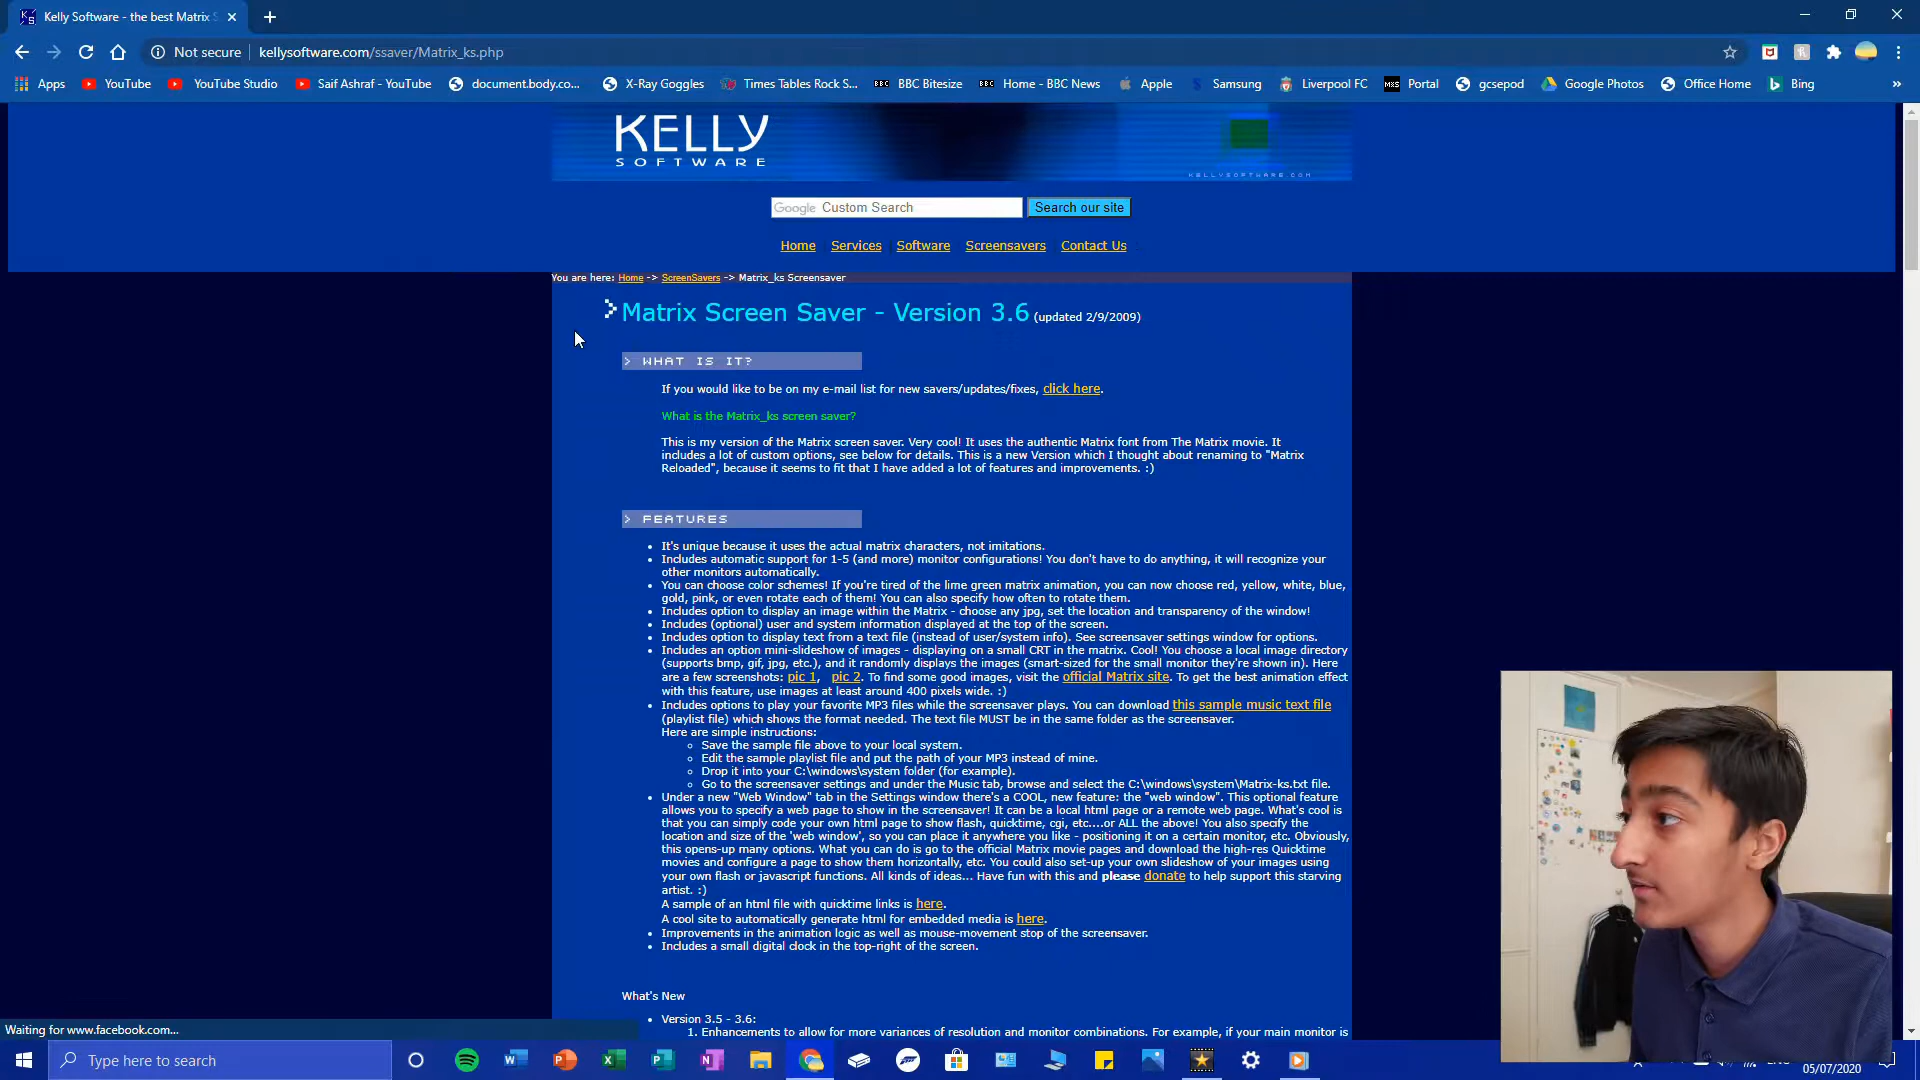 Kelly Software - the best Matrix S
Not secure
kellysoftware.com/ssaver/Matrix_ks.php
Apps
YouTube
YouTube Studio
Saif Ashraf - YouTube
document.body.co...
X-Ray Goggles
Times Tables Rock S...
BBC Bitesize
Home - BBC News
Apple
Samsung
Liverpool FC
Portal
gcsepod
Google Photos
Office Home
Bing
KELLY
SOFTWARE
KELLYSOFTWARE.COM
Google Custom Search
Search our site
Home Services Software Screensavers Contact Us
You are here: Home -> ScreenSavers -> Matrix_ks Screensaver
Matrix Screen Saver - Version 3.6 (updated 2/9/2009)
> WHAT IS IT?
If you would like to be on my e-mail list for new savers/updates/fixes, click here.
What is the Matrix_ks screen saver?
This is my version of the Matrix screen saver. Very cool! It uses the authentic Matrix font from The Matrix movie. It
includes a lot of custom options, see below for details. This is a new Version which I thought about renaming to "Matrix
Reloaded", because it seems to fit that I have added a lot of features and improvements. :)
> FEATURES
It's unique because it uses the actual matrix characters, not imitations.
Includes automatic support for 1-5 (and more) monitor configurations! You don't have to do anything, it will recognize your
other monitors automatically.
You can choose color schemes! If you're tired of the lime green matrix animation, you can now choose red, yellow, white, blue,
gold, pink, or even rotate each of them! You can also specify how often to rotate them.
Includes option to display an image within the Matrix - choose any jpg, set the location and transparency of the window!
Includes (optional) user and system information displayed at the top of the screen.
Includes option to display text from a text file (instead of user/system info). See screensaver settings window for options.
Includes an option mini-slideshow of images - displaying on a small CRT in the matrix. Cool! You choose a local image directory
(supports bmp, gif, jpg, etc.), and it randomly displays the images (smart-sized for the small monitor they're shown in). Here
are a few screenshots: pic 1, pic 2. To find some good images, visit the official Matrix site. To get the best animation effect
with this feature, use images at least around 400 pixels wide. :)
Includes options to play your favorite MP3 files while the screensaver plays. You can download this sample music text file
(playlist file) which shows the format needed. The text file MUST be in the same folder as the screensaver.
Here are simple instructions:
Save the sample file above to your local system.
Edit the sample playlist file and put the path of your MP3 instead of mine.
Drop it into your C:\windows\system folder (for example).
Go to the screensaver settings and under the Music tab, browse and select the C:\windows\system\Matrix-ks.txt file.
Under a new "Web Window" tab in the Settings window there's a COOL, new feature: the "web window". This optional feature
allows you to specify a web page to show in the screensaver! It can be a local html page or a remote web page. What's cool is
that you can simply code your own html page to show flash, quicktime, cgi, etc....or ALL the above! You also specify the
location and size of the 'web window', so you can place it anywhere you like - positioning it on a certain monitor, etc. Obviously,
this opens-up many options. What you can do is go to the official Matrix movie pages and download the high-res Quicktime
movies and configure a page to show them horizontally, etc. You could also set-up your own slideshow of your images using
your own flash or javascript functions. All kinds of ideas... Have fun with this and please donate to help support this starving
artist. :)
A sample of an html file with quicktime links is here.
A cool site to automatically generate html for embedded media is here.
Improvements in the animation logic as well as mouse-movement stop of the screensaver.
Includes a small digital clock in the top-right of the screen.
What's New
Version 3.5 - 3.6:
1. Enhancements to allow for more variances of resolution and monitor combinations. For example, if your main monitor is
Waiting for www.facebook.com...
Type here to search
05/07/2020